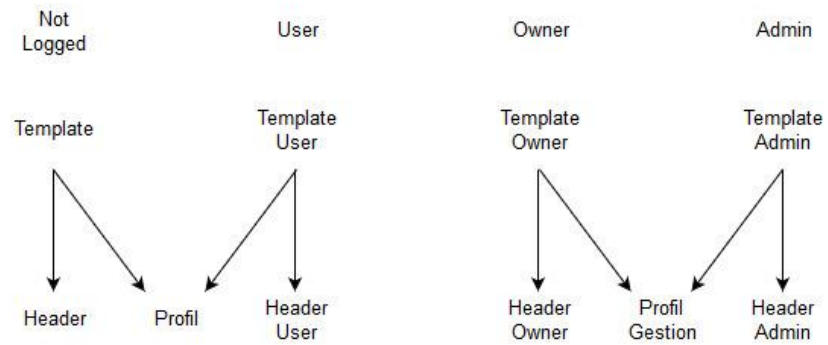 Not
Logged
User
Owner
Admin
Template
Template
User
Template
Owner
Template
Admin
Header
Profil
Header
User
Header
Owner
Profil
Gestion
Header
Admin